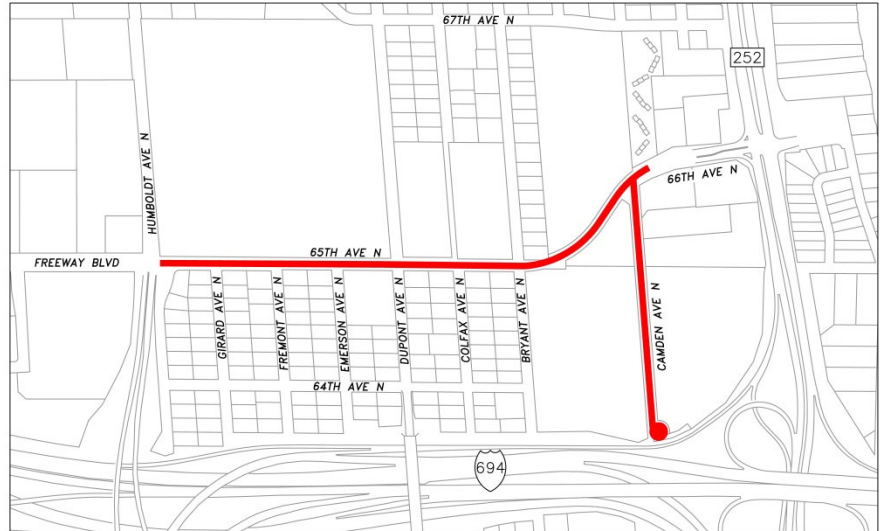 67TH AVE N
252
HUMBOLDT AVE N
66TH AVE N
FREEWAY BLVD
65TH AVE N
GIRARD AVE N
FREMONT AVE N
EMERSON AVE N
DUPONT AVE N
COLFAX AVE N
BRYANT AVE N
CAMDEN AVE N
64TH AVE N
694